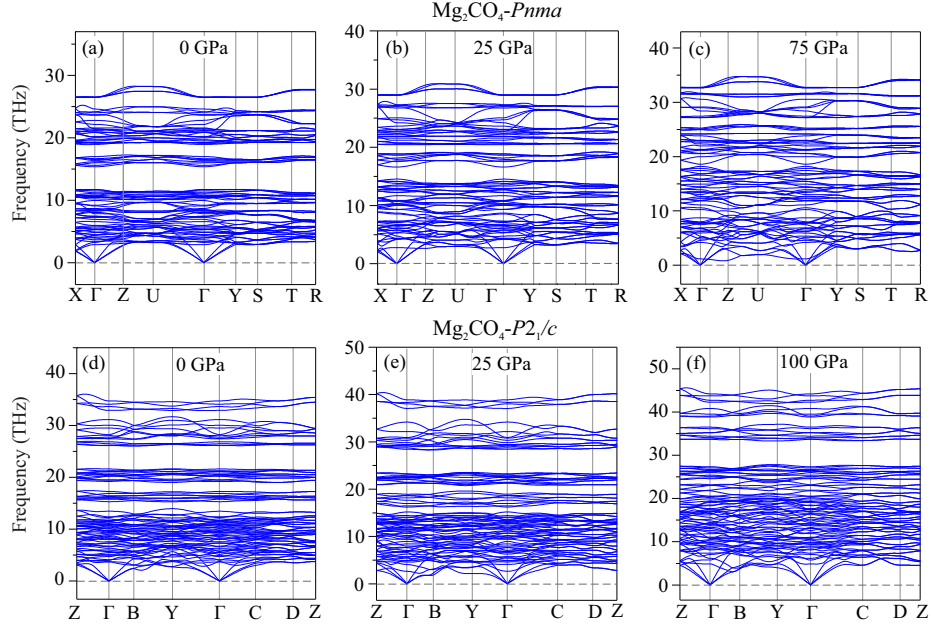 Mg₂CO₄-Pnma
(a) 0 GPa
(b) 25 GPa
(c) 75 GPa
Frequency (THz)
30
20
10
0
X Γ Z U Γ Y S T R
40
30
20
10
0
X Γ Z U Γ Y S T R
40
30
20
10
0
X Γ Z U Γ Y S T R
Mg₂CO₄-P2₁/c
(d) 0 GPa
(e) 25 GPa
(f) 100 GPa
Frequency (THz)
40
30
20
10
0
Z Γ B Y Γ C D Z
50
40
30
20
10
0
Z Γ B Y Γ C D Z
50
40
30
20
10
0
Z Γ B Y Γ C D Z